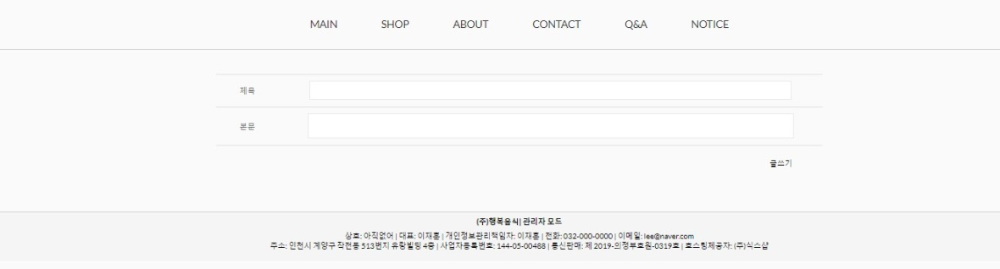 MAIN SHOP ABOUT CONTACT Q&A NOTICE
제목
본문
글쓰기
(주)행복음식| 관리자 모드
상호: 아직없어 | 대표: 이재훈 | 개인정보관리책임자: 이재훈 | 전화: 032-000-0000 | 이메일: lee@naver.com
주소: 인천시 계양구 작전동 513번지 유랑빌딩 4층 | 사업자등록번호: 144-05-00488 | 통신판매: 제 2019-의정부호원-0319호 | 호스팅제공자: (주)식스샵